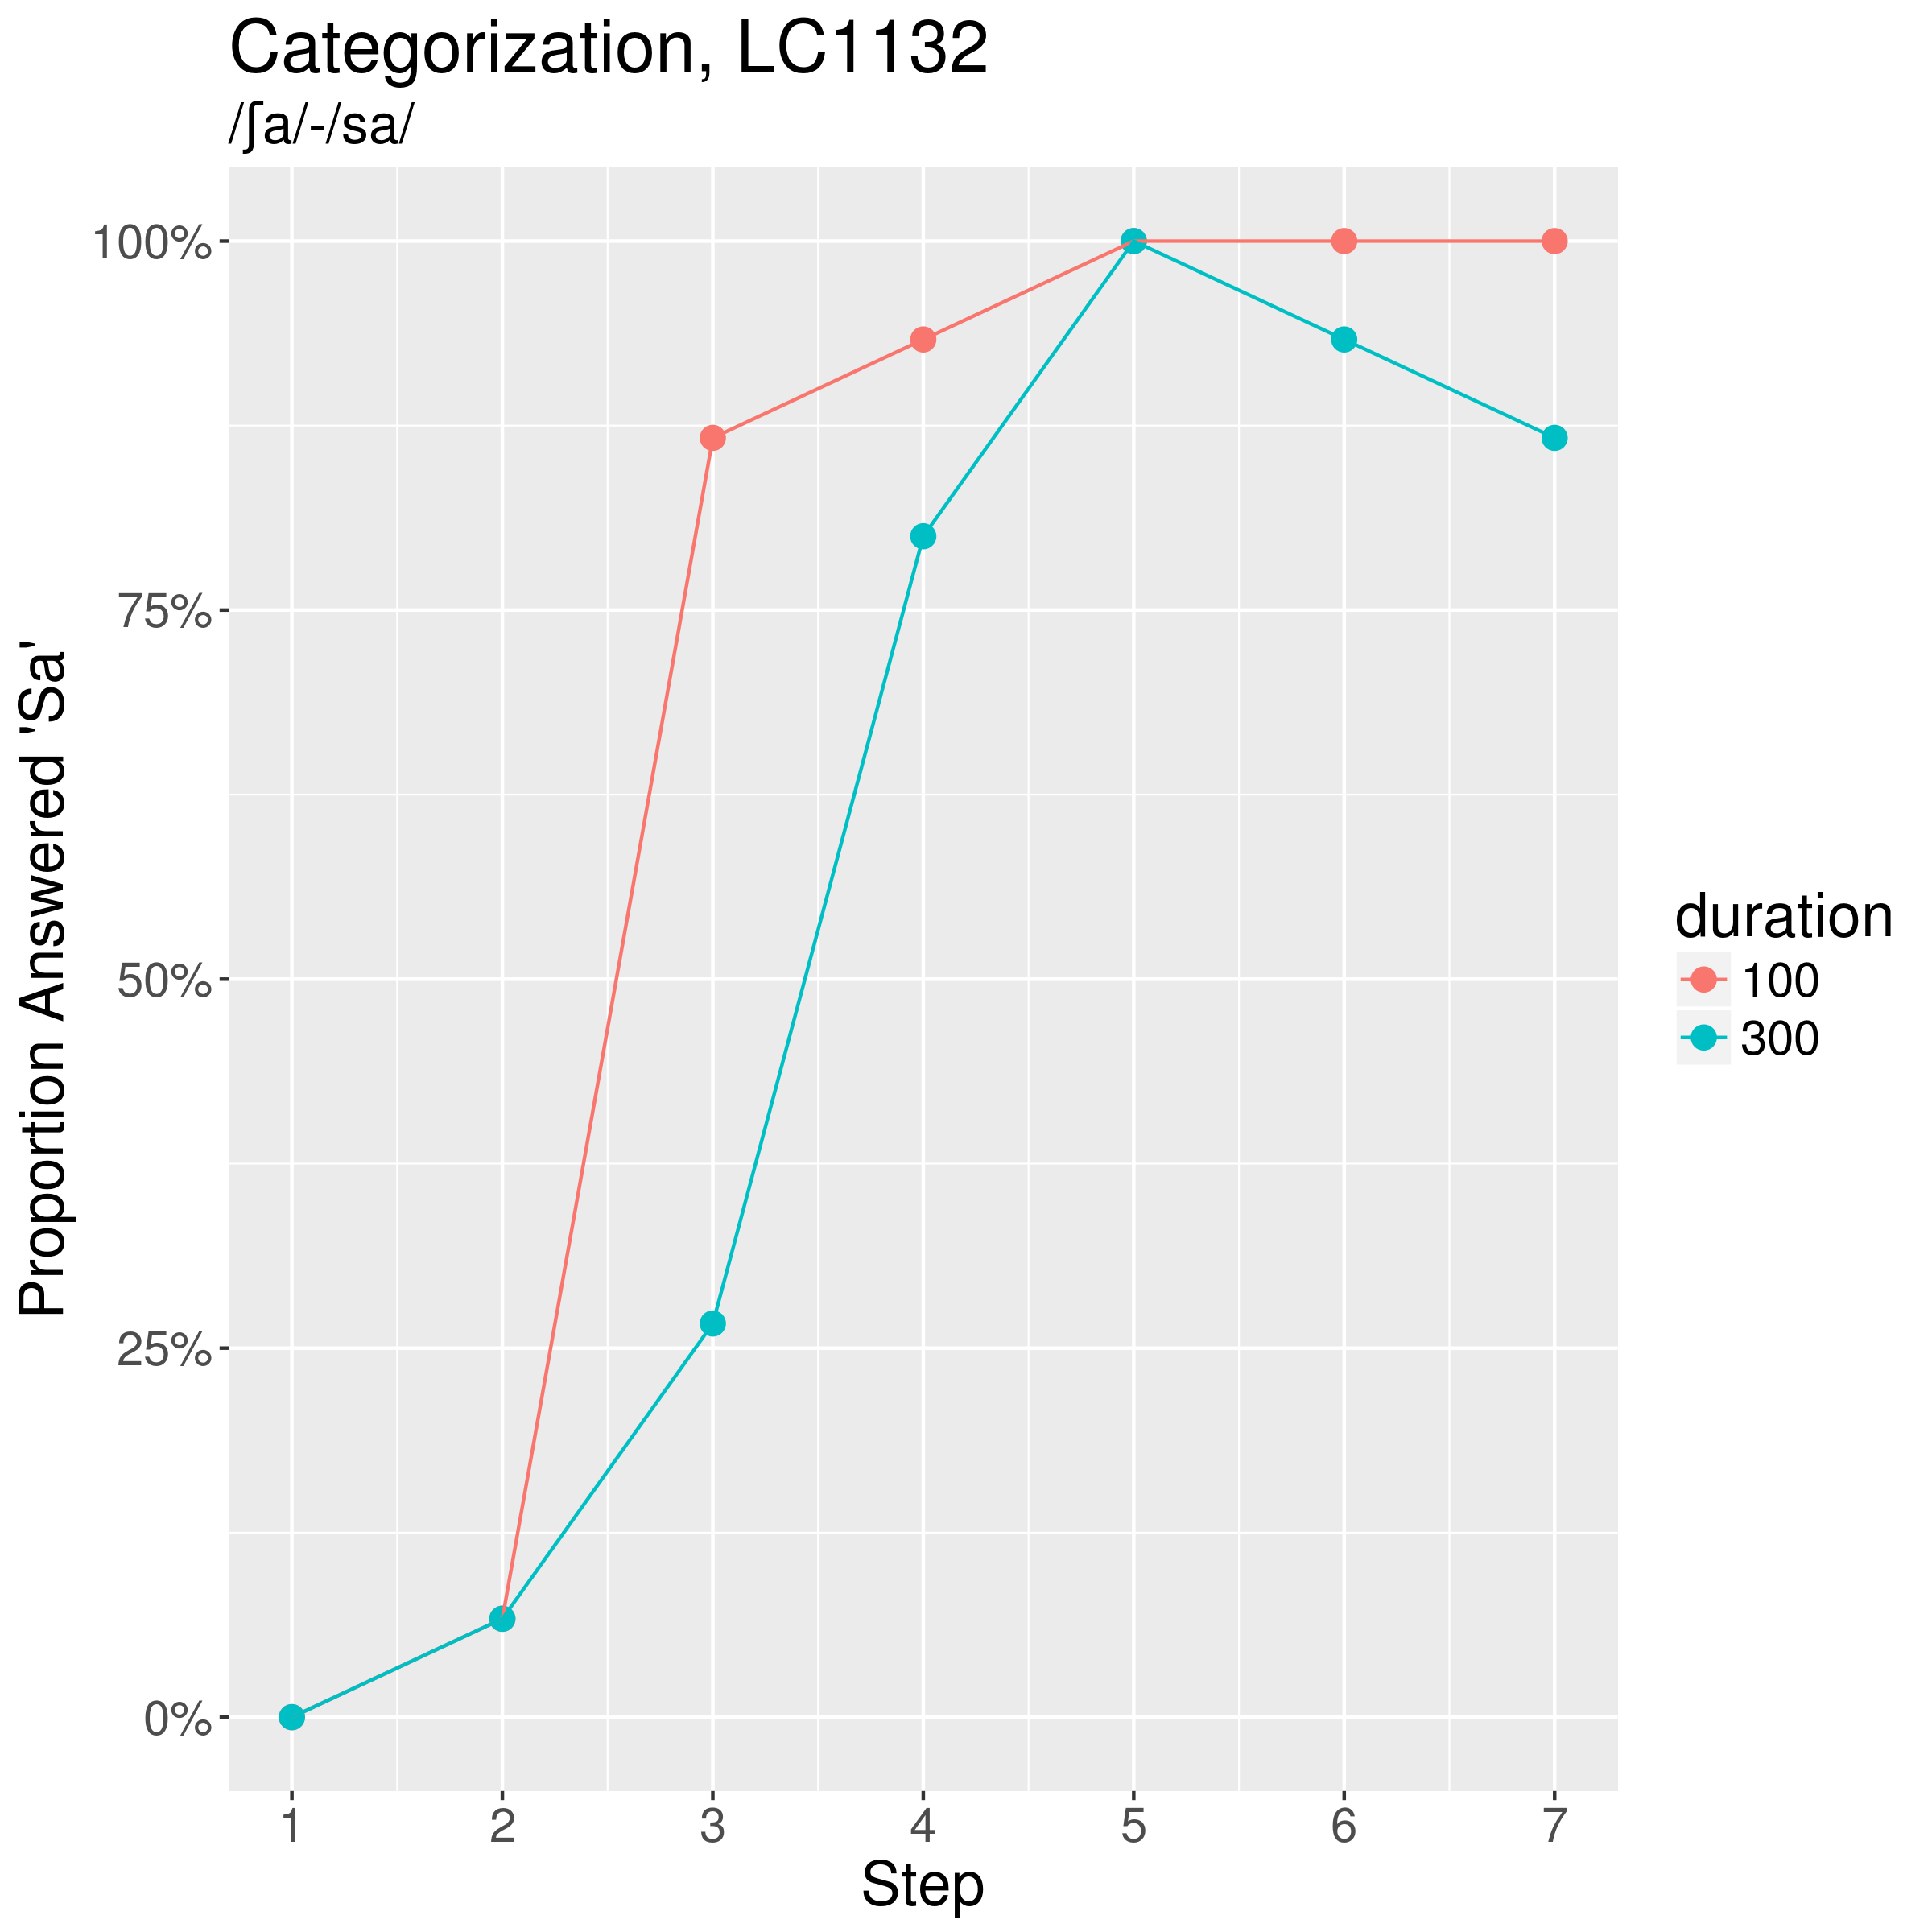 Categorization, LC1132
/ʃa/-/sa/
Proportion Answered 'Sa'
100%
75%
50%
25%
0%
1 2 3 4 5 6 7
Step
duration
100
300